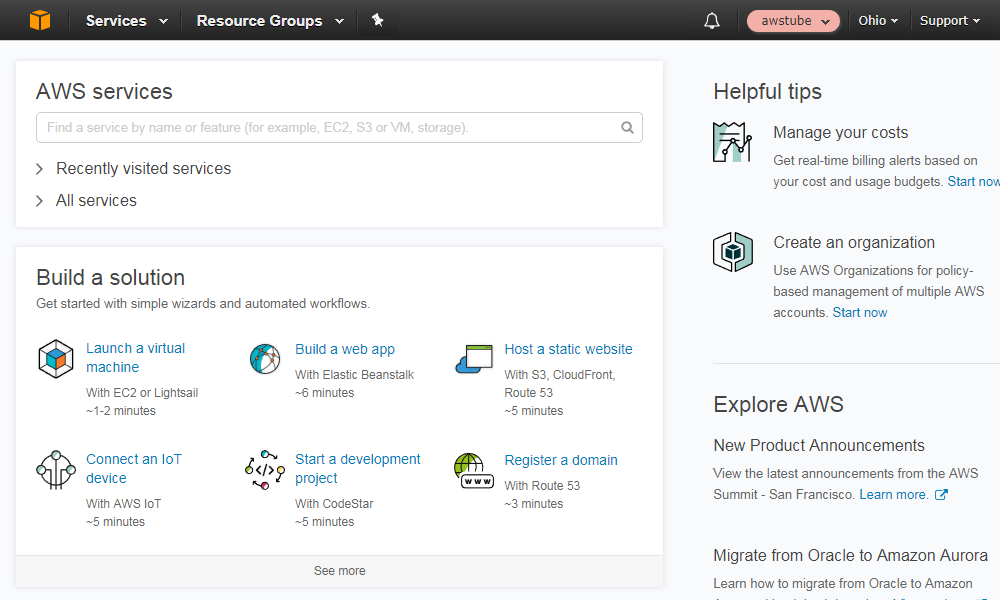 Services Resource Groups awstube Ohio Support
AWS services
Find a service by name or feature (for example, EC2, S3 or VM, storage).
Recently visited services
All services
Build a solution
Get started with simple wizards and automated workflows.
Launch a virtual
machine
With EC2 or Lightsail
~1-2 minutes
Build a web app
With Elastic Beanstalk
~6 minutes
Host a static website
With S3, CloudFront,
Route 53
~5 minutes
Connect an IoT
device
With AWS IoT
~5 minutes
Start a development
project
With CodeStar
~5 minutes
www
Register a domain
With Route 53
~3 minutes
See more
Helpful tips
Manage your costs
Get real-time billing alerts based on
your cost and usage budgets. Start now
Create an organization
Use AWS Organizations for policy-
based management of multiple AWS
accounts. Start now
Explore AWS
New Product Announcements
View the latest announcements from the AWS
Summit - San Francisco. Learn more.
Migrate from Oracle to Amazon Aurora
Learn how to migrate from Oracle to Amazon